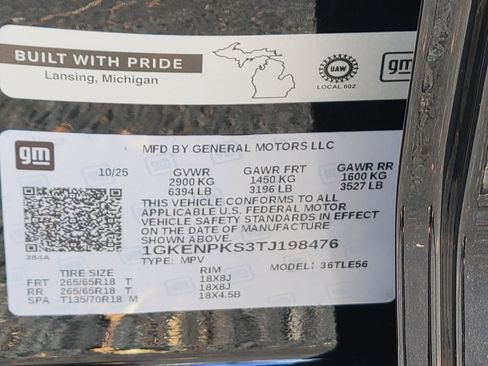 BUILT WITH PRIDE
Lansing, Michigan
UAW
LOCAL 602
gm
gm
MFD BY GENERAL MOTORS LLC
10/25 GVWR GAWR FRT GAWR RR
2900 KG 1450 KG 1600 KG
6394 LB 3196 LB 3527 LB
THIS VEHICLE CONFORMS TO ALL
APPLICABLE U.S. FEDERAL MOTOR
VEHICLE SAFETY STANDARDS IN EFFECT
ON THE DATE OF MANUFACTURE
SHOWN ABOVE.
1GKENPKS3TJ198476
384A
TYPE: MPV MODEL: 36TLE56
TIRE SIZE RIM
FRT 265/65R18 T 18X8J
RR 265/65R18 T 18X8J
SPA T135/70R18 M 18X4.5B